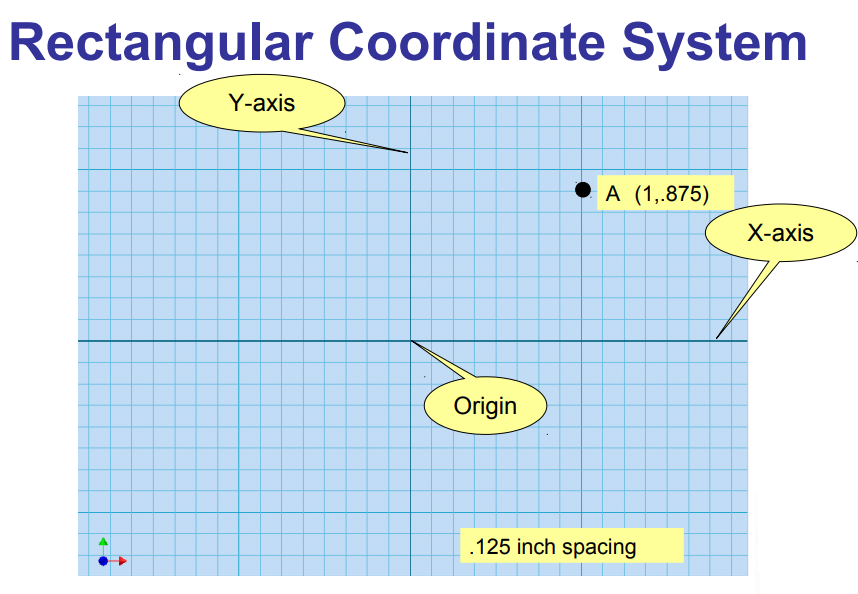 Rectangular Coordinate System
Y-axis
A (1,.875)
X-axis
Origin
.125 inch spacing